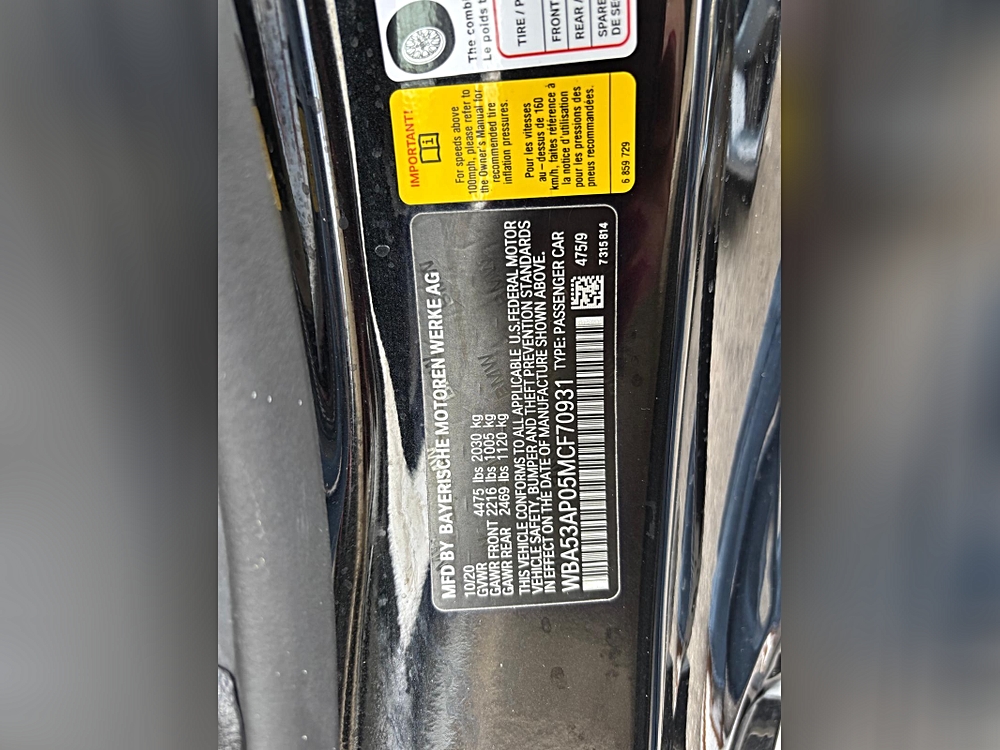 MFD BY BAYERISCHE MOTOREN WERKE AG
10/20
GVWR 4475 lbs 2030 kg
GAWR FRONT 2216 lbs 1005 kg
GAWR REAR 2469 lbs 1120 kg
THIS VEHICLE CONFORMS TO ALL APPLICABLE U.S.FEDERAL MOTOR
VEHICLE SAFETY, BUMPER AND THEFT PREVENTION STANDARDS
IN EFFECT ON THE DATE OF MANUFACTURE SHOWN ABOVE.
WBA53AP05MCF70931 TYPE: PASSENGER CAR
475/9
7315814
IMPORTANT!
For speeds above
100mph, please refer to
the Owner's Manual for
recommended tire
inflation pressures.
Pour les vitesses
au-dessus de 160
km/h, faites référence à
la notice d'utilisation
pour les pressions des
pneus recommandées.
6 859 729
The
Le poids
TIRE /
FRONT
REAR /
SPARE
DE